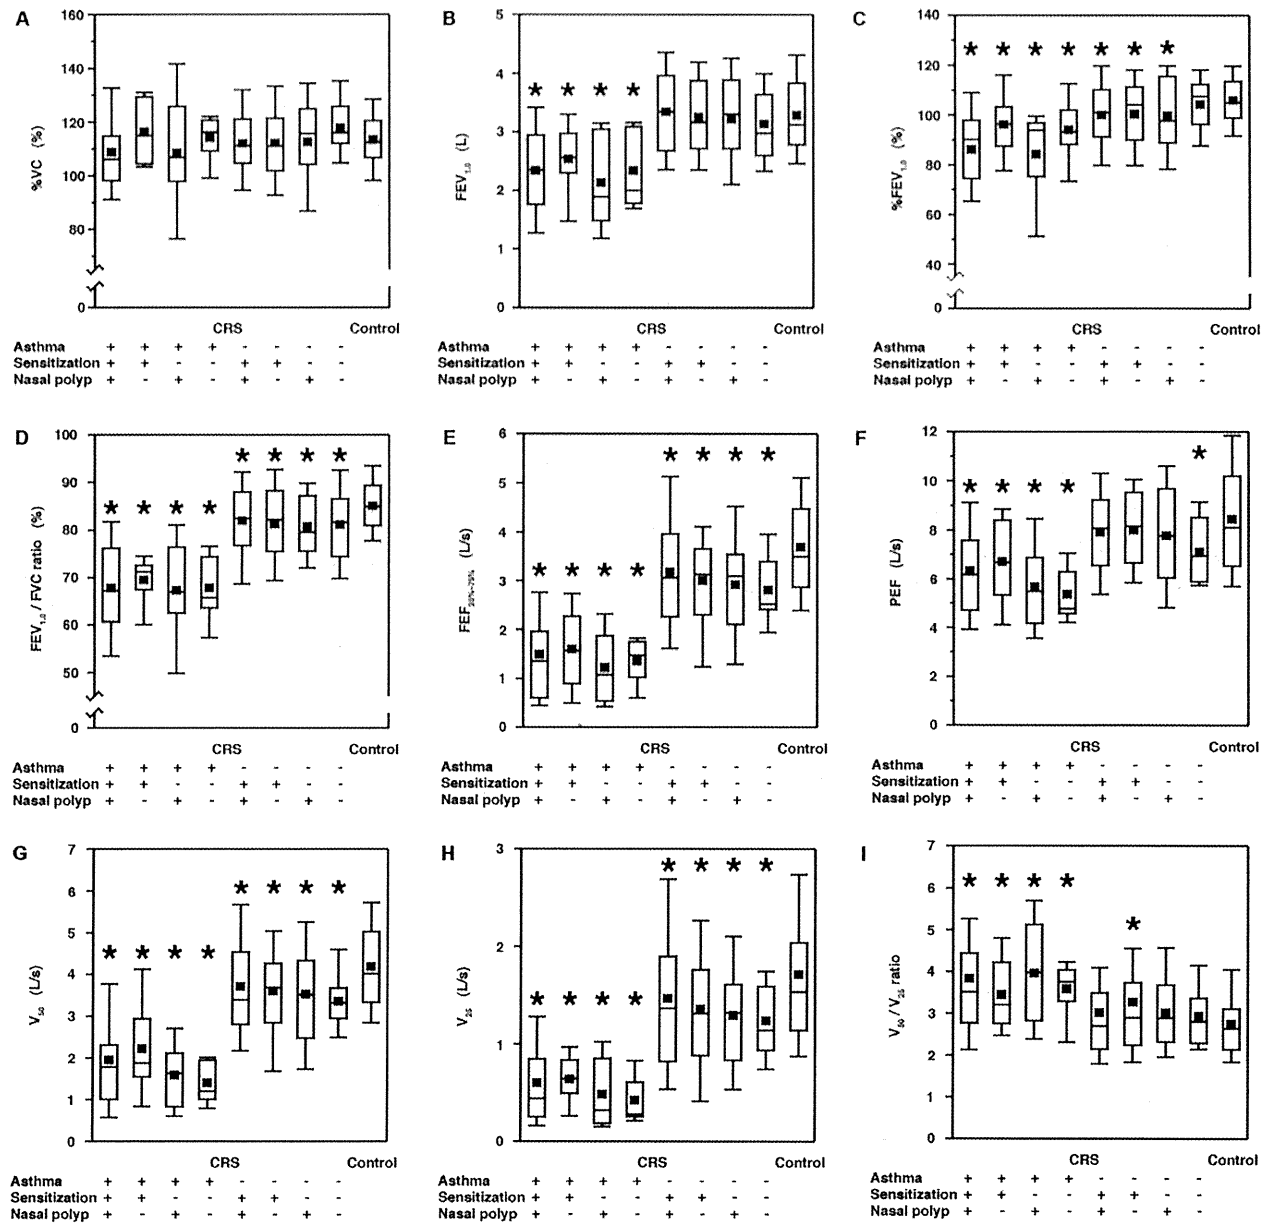 A
160
140
120
100
80
0
%VC (%)
* * * *
CRS Control
Asthma + + + + - - - -
Sensitization + + - - + + - -
Nasal polyp + - + - + - + -
B
5
4
3
2
1
0
FEV1.0 (L)
* * * *
CRS Control
Asthma + + + + - - - -
Sensitization + + - - + + - -
Nasal polyp + - + - + - + -
C
140
120
100
80
60
40
0
%FEV1.0 (%)
* * * * * * *
CRS Control
Asthma + + + + - - - -
Sensitization + + - - + + - -
Nasal polyp + - + - + - + -
D
100
90
80
70
60
50
0
FEV1.0 / FVC ratio (%)
* * * * * * * *
CRS Control
Asthma + + + + - - - -
Sensitization + + - - + + - -
Nasal polyp + - + - + - + -
E
6
5
4
3
2
1
0
FEF (L/s)
* * * * * * * *
CRS Control
Asthma + + + + - - - -
Sensitization + + - - + + - -
Nasal polyp + - + - + - + -
F
12
10
8
6
4
2
0
PEF (L/s)
* * * * *
CRS Control
Asthma + + + + - - - -
Sensitization + + - - + + - -
Nasal polyp + - + - + - + -
G
7
6
5
4
3
2
1
0
V50 (L/s)
* * * * * * * *
CRS Control
Asthma + + + + - - - -
Sensitization + + - - + + - -
Nasal polyp + - + - + - + -
H
3
2
1
0
V25 (L/s)
* * * * * * * *
CRS Control
Asthma + + + + - - - -
Sensitization + + - - + + - -
Nasal polyp + - + - + - + -
I
7
6
5
4
3
2
1
0
V50 / V25 ratio
* * * * *
CRS Control
Asthma + + + + - - - -
Sensitization + + - - + + - -
Nasal polyp + - + - + - + -